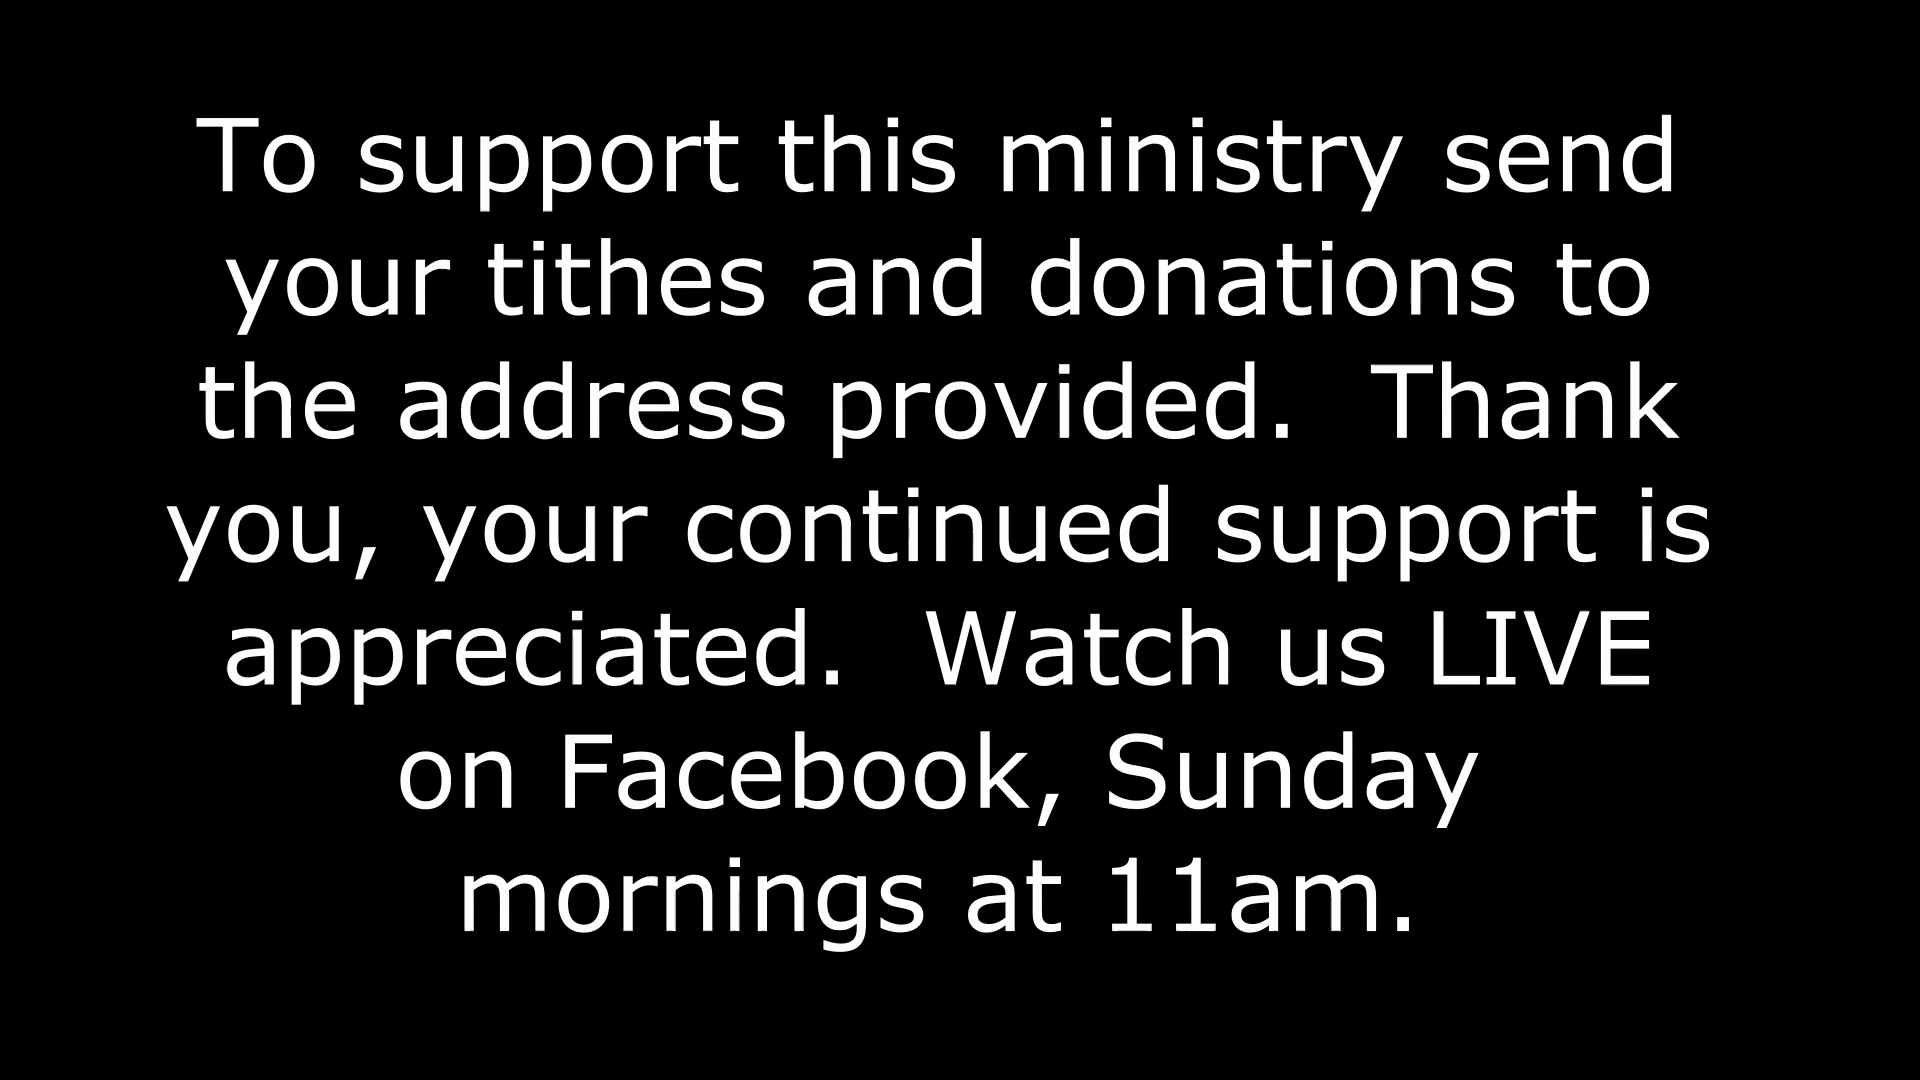 To support this ministry send
your tithes and donations to
the address provided.  Thank
you, your continued support is
appreciated.  Watch us LIVE
on Facebook, Sunday
mornings at 11am.